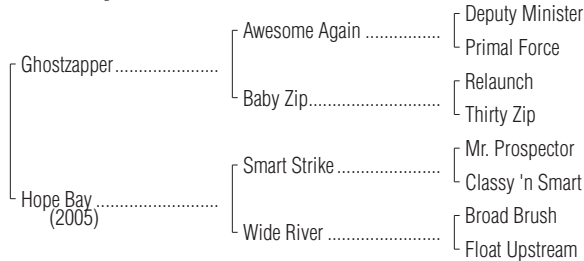 Deputy Minister
Awesome Again ................
Primal Force
Ghostzapper......................
Relaunch
Baby Zip............................
Thirty Zip
Mr. Prospector
Smart Strike ......................
Classy 'n Smart
Hope Bay ..........................
(2005)
Broad Brush
Wide River .........................
Float Upstream